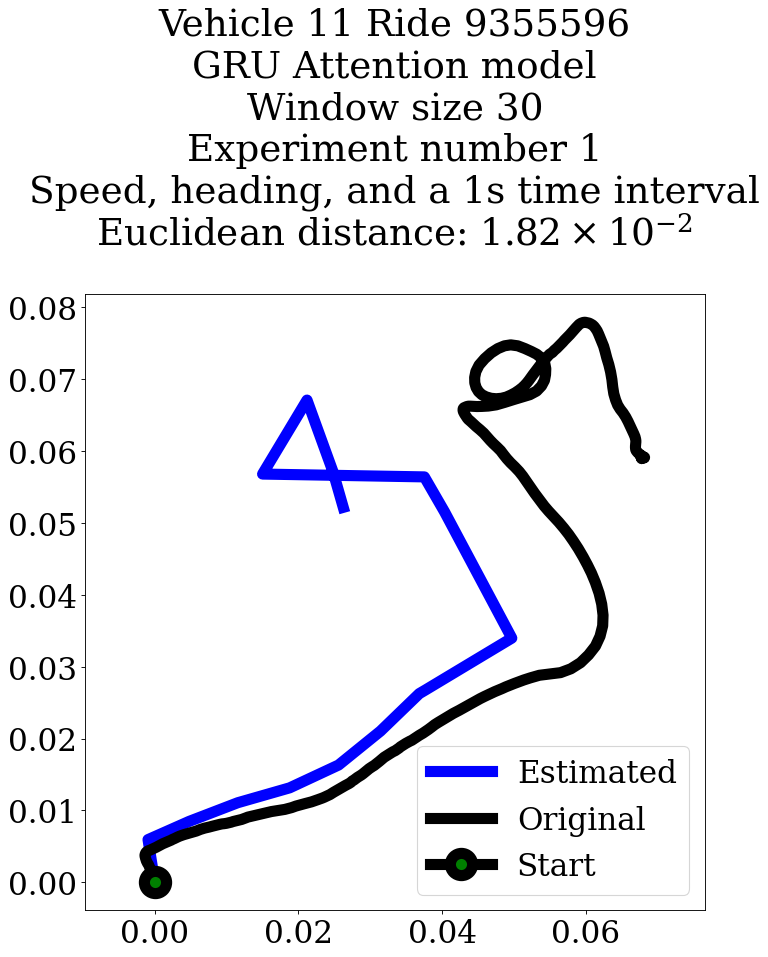 Vehicle 11 Ride 9355596
GRU Attention model
Window size 30
Experiment number 1
Speed, heading, and a 1s time interval
Euclidean distance: 1.82 × 10⁻²
0.08
0.07
0.06
0.05
0.04
0.03
0.02
0.01
0.00
Estimated
Original
Start
0.00 0.02 0.04 0.06